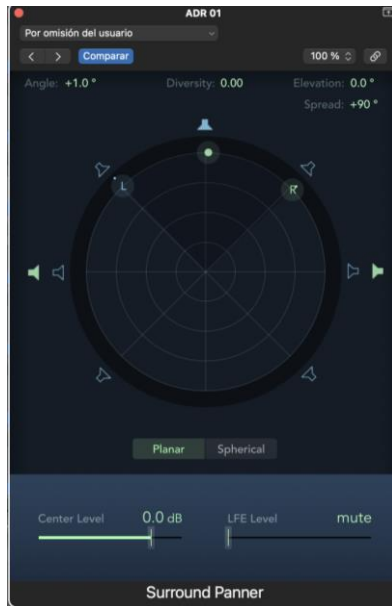 ADR 01
Por omisión del usuario
Comparar 100 %
Angle: +1.0 ° Diversity: 0.00 Elevation: 0.0 °
Spread: +90 °
L
R
Planar Spherical
Center Level 0.0 dB LFE Level mute
Surround Panner